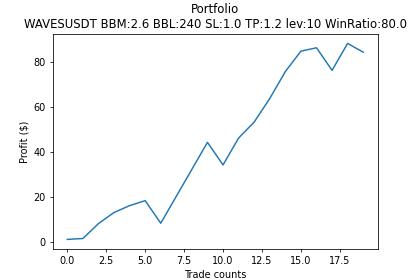 Portfolio
WAVESUSDT BBM:2.6 BBL:240 SL:1.0 TP:1.2 lev:10 WinRatio:80.0
Profit ($)
80
60
40
20
0
0.0 2.5 5.0 7.5 10.0 12.5 15.0 17.5
Trade counts